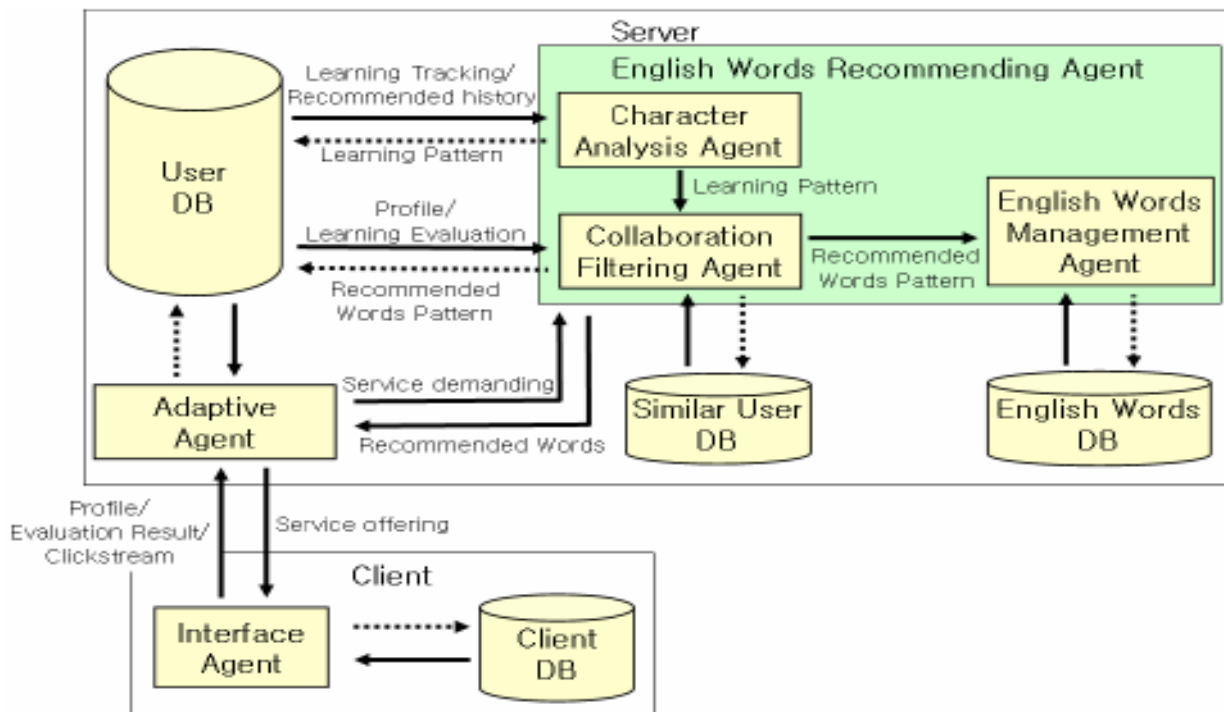 Server
English Words Recommending Agent
Learning Tracking/
Recommended history
Learning Pattern
User
DB
Character
Analysis Agent
Learning Pattern
Profile/
Learning Evaluation
Recommended
Words Pattern
Collaboration
Filtering Agent
Recommended
Words Pattern
English Words
Management
Agent
Service demanding
Recommended Words
Adaptive
Agent
Similar User
DB
English Words
DB
Profile/
Evaluation Result/
Clickstream
Service offering
Client
Interface
Agent
Client
DB